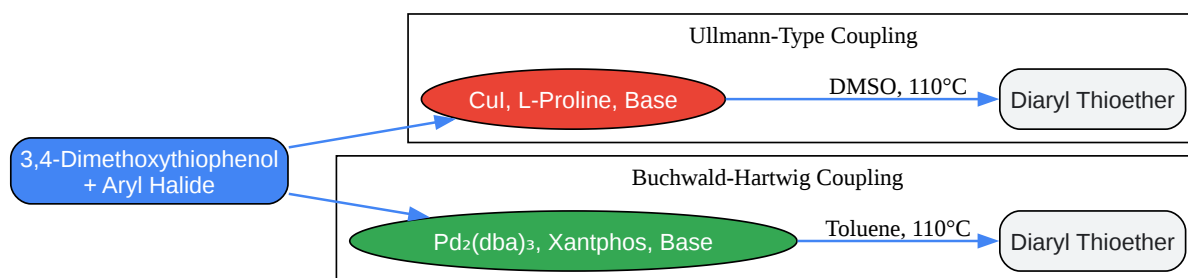 Ullmann-Type Coupling
CuI, L-Proline, Base
DMSO, 110°C
Diaryl Thioether
3,4-Dimethoxythiophenol
+ Aryl Halide
Buchwald-Hartwig Coupling
Pd₂(dba)₃, Xantphos, Base
Toluene, 110°C
Diaryl Thioether